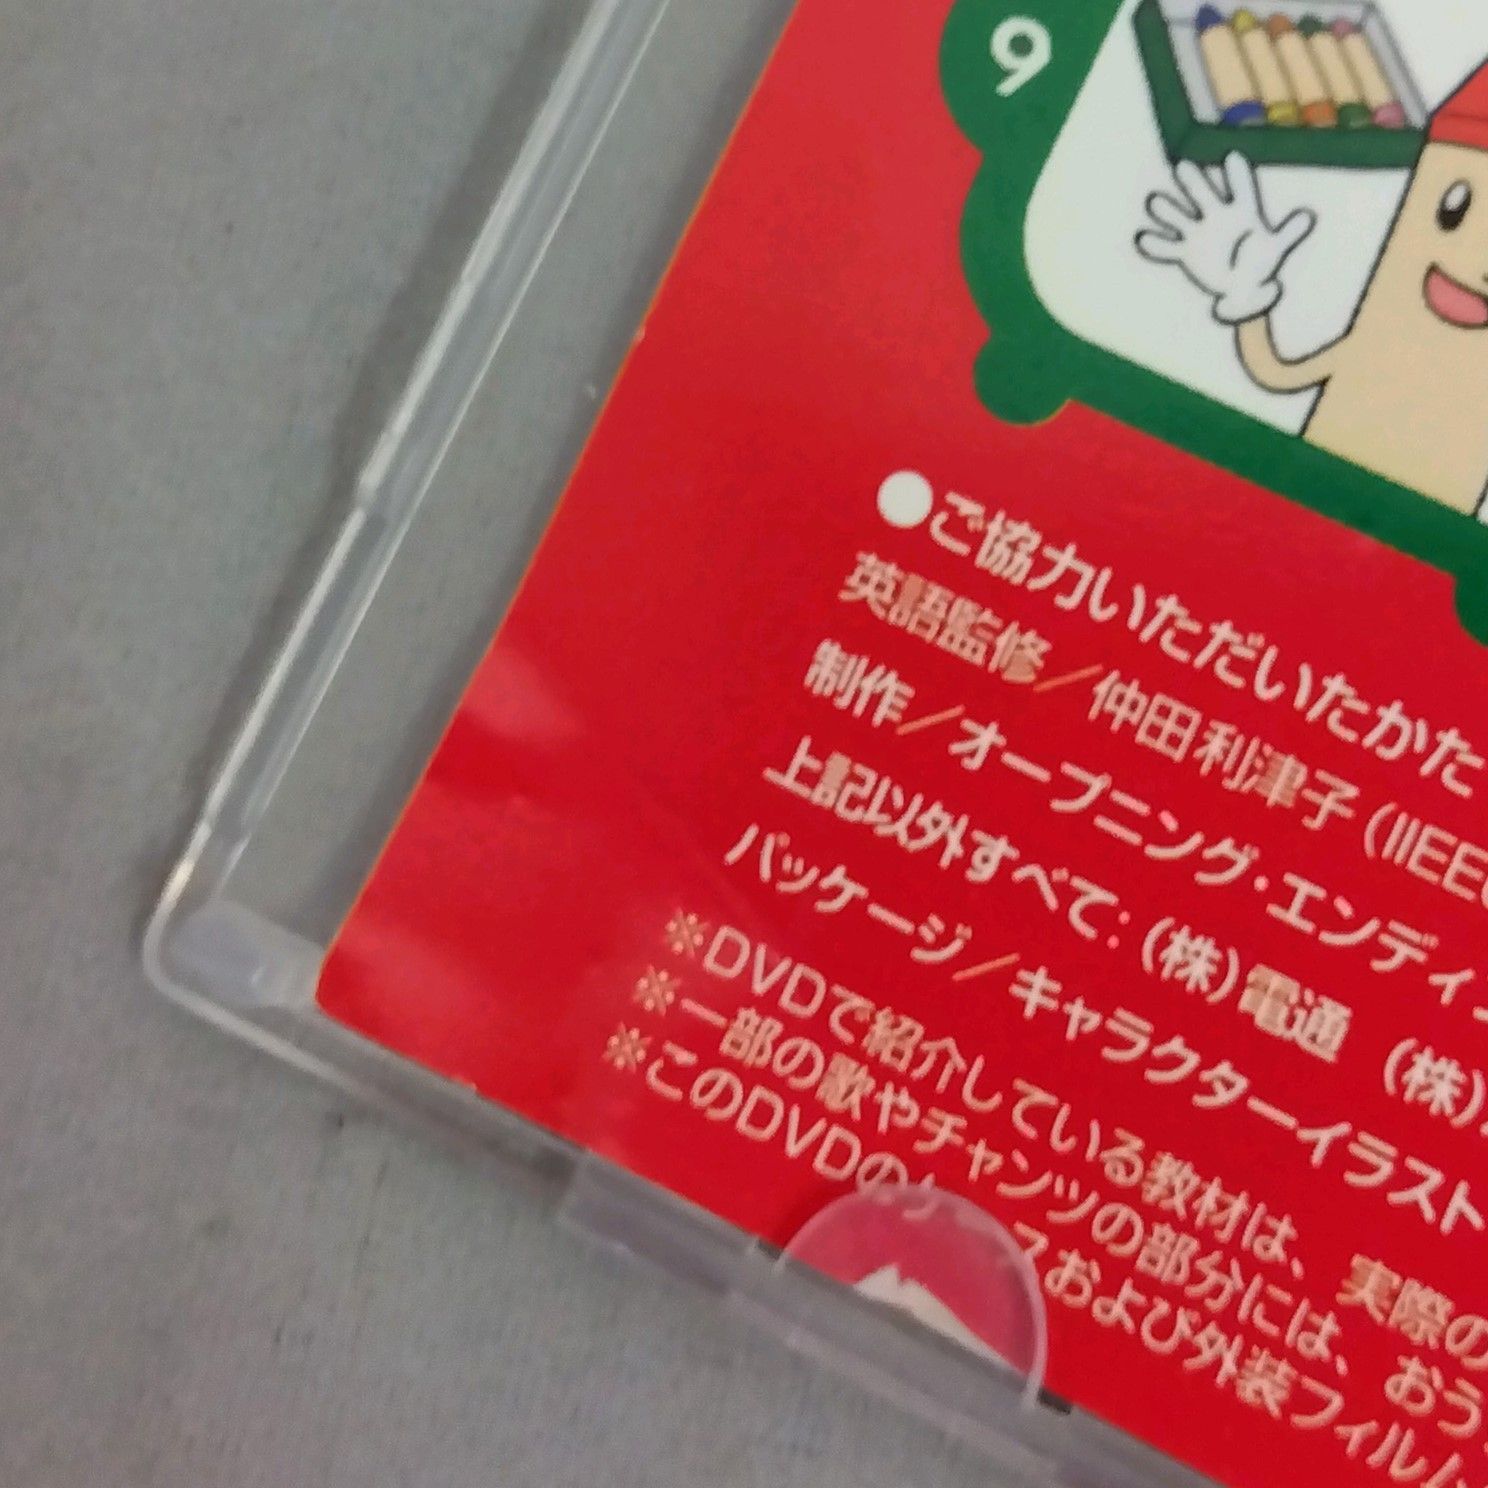 9
●ご協力いただいたかた
英語監修／仲田利津子(IIEE
制作／オープニング・エンディ
上記以外すべて:(株)電通 (株)
パッケージ／キャラクターイラスト
※DVDで紹介している教材は、実際の
※一部の歌やチャンツの部分には、おう
※このDVDのケースおよび外装フィルム